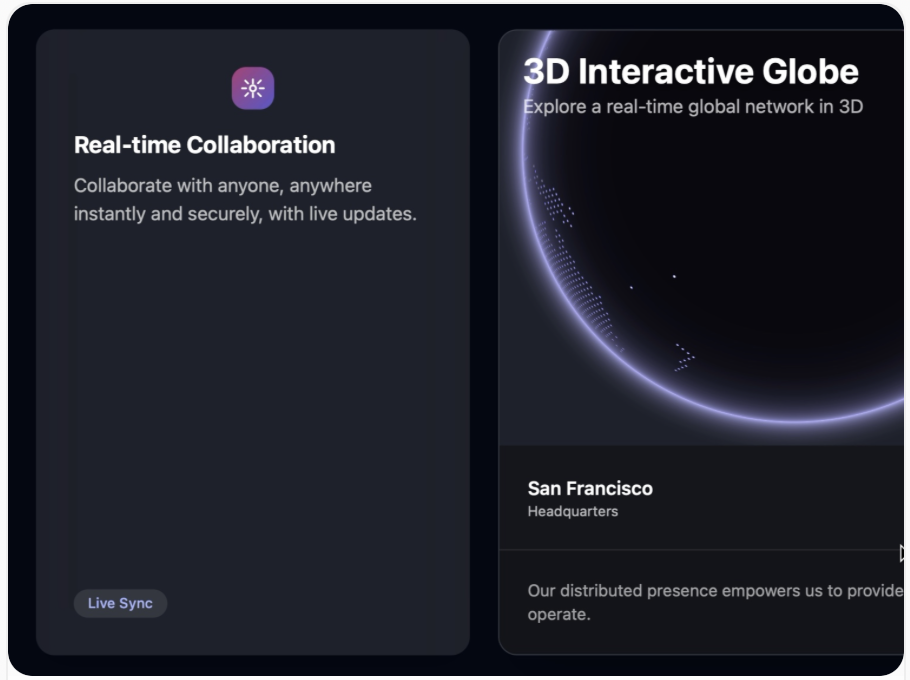 Real-time Collaboration
Collaborate with anyone, anywhere
instantly and securely, with live updates.
Live Sync
3D Interactive Globe
Explore a real-time global network in 3D
San Francisco
Headquarters
Our distributed presence empowers us to provide
operate.